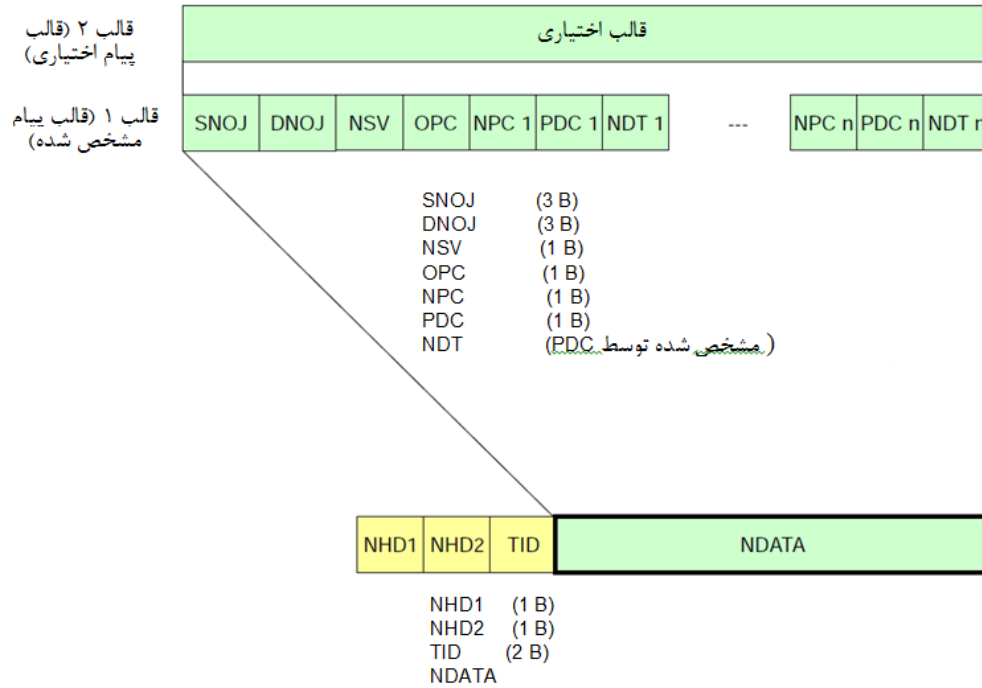 قالب ۲ (قالب
پیام اختیاری)
قالب اختیاری
قالب ۱ (قالب پیام
مشخص شده)
SNOJ DNOJ NSV OPC NPC 1 PDC 1 NDT 1 --- NPC n PDC n NDT n
SNOJ (3 B)
DNOJ (3 B)
NSV (1 B)
OPC (1 B)
NPC (1 B)
PDC (1 B)
NDT (مشخص شده توسط PDC)
NHD1 NHD2 TID NDATA
NHD1 (1 B)
NHD2 (1 B)
TID (2 B)
NDATA